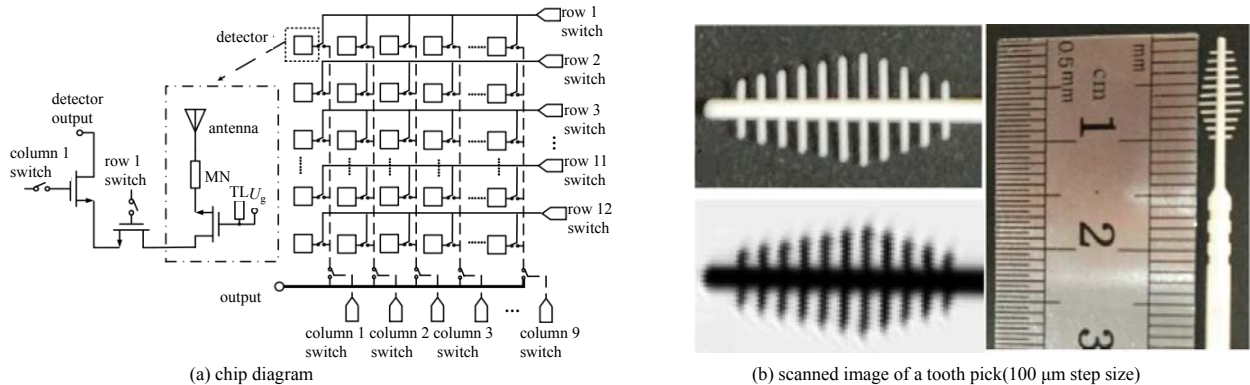 row 1
switch
detector
row 2
switch
row 3
switch
⋮
row 11
switch
row 12
switch
detector
output
column 1
switch
row 1
switch
antenna
MN
TL
Ug
output
column 1
switch
column 2
switch
column 3
switch
...
column 9
switch
(a) chip diagram
0.5mm
cm
mm
1
2
3
(b) scanned image of a tooth pick(100 μm step size)